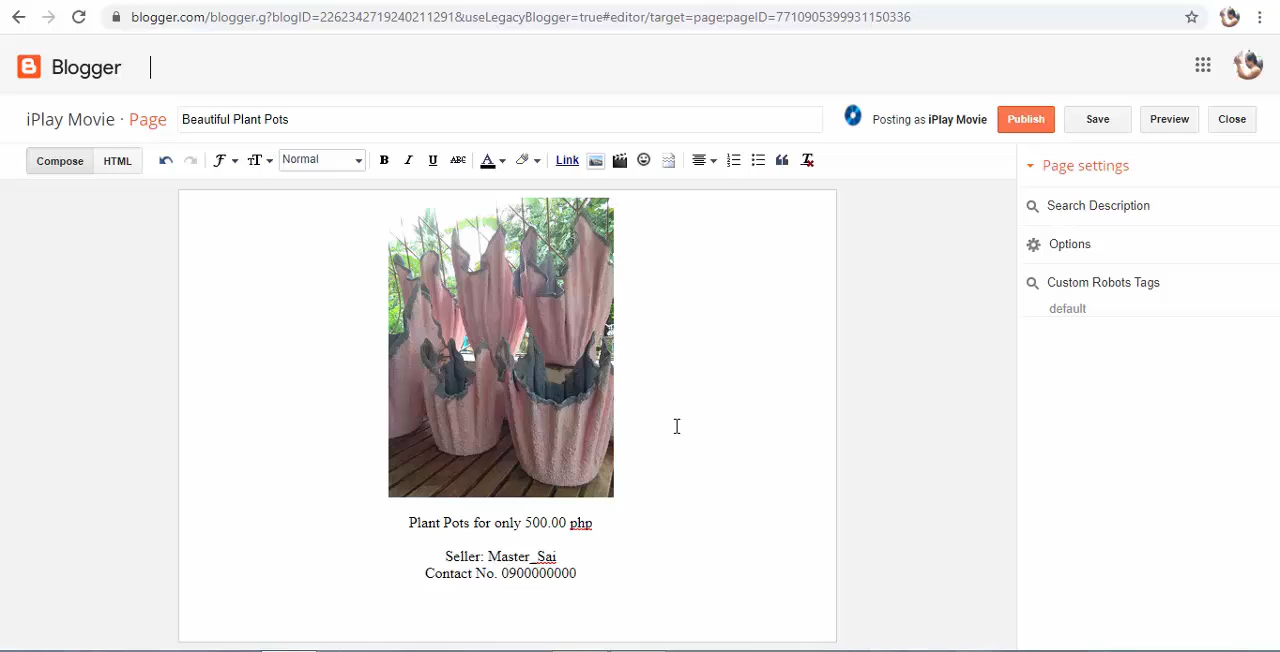 blogger.com/blogger.g?blogID=2262342719240211291&useLegacyBlogger=true#editor/target=page;pageID=7710905399931150336
Blogger
iPlay Movie · Page Beautiful Plant Pots Posting as iPlay Movie Publish Save Preview Close
Compose HTML F TT Normal B I U ABC A Link
Page settings
Search Description
Options
Custom Robots Tags
default
Plant Pots for only 500.00 php
Seller: Master_Sai
Contact No. 0900000000